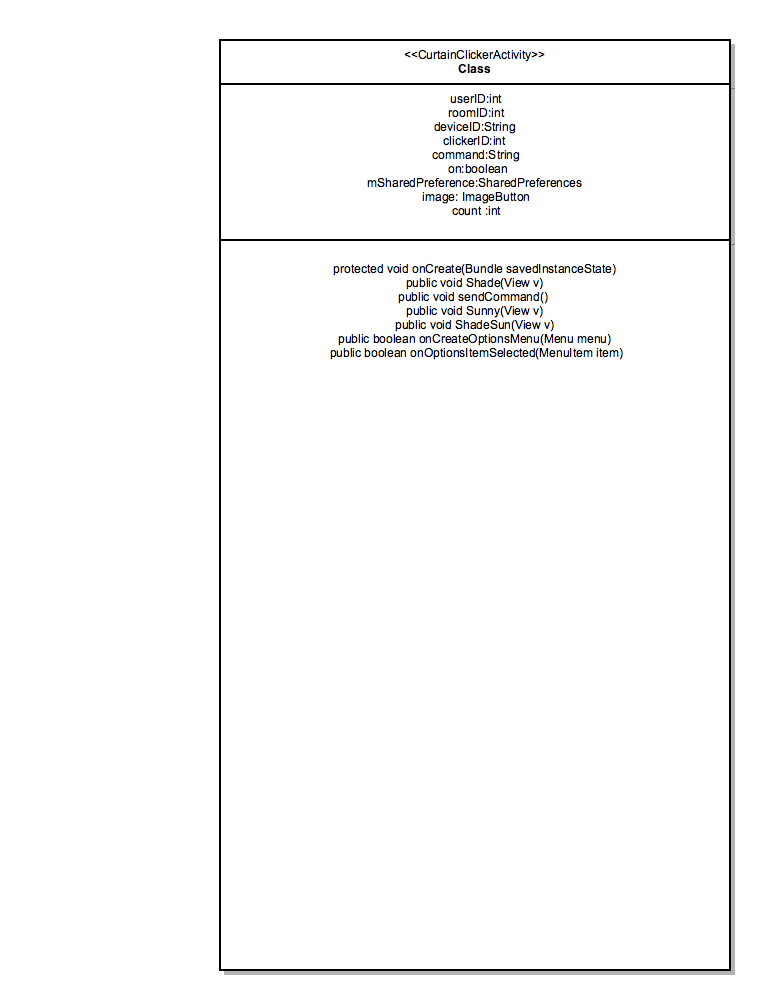 <<CurtainClickerActivity>>
Class
userID:int
roomID:int
deviceID:String
clickerID:int
command:String
on:boolean
mSharedPreference:SharedPreferences
image: ImageButton
count :int
protected void onCreate(Bundle savedInstanceState)
public void Shade(View v)
public void sendCommand()
public void Sunny(View v)
public void ShadeSun(View v)
public boolean onCreateOptionsMenu(Menu menu)
public boolean onOptionsItemSelected(MenuItem item)